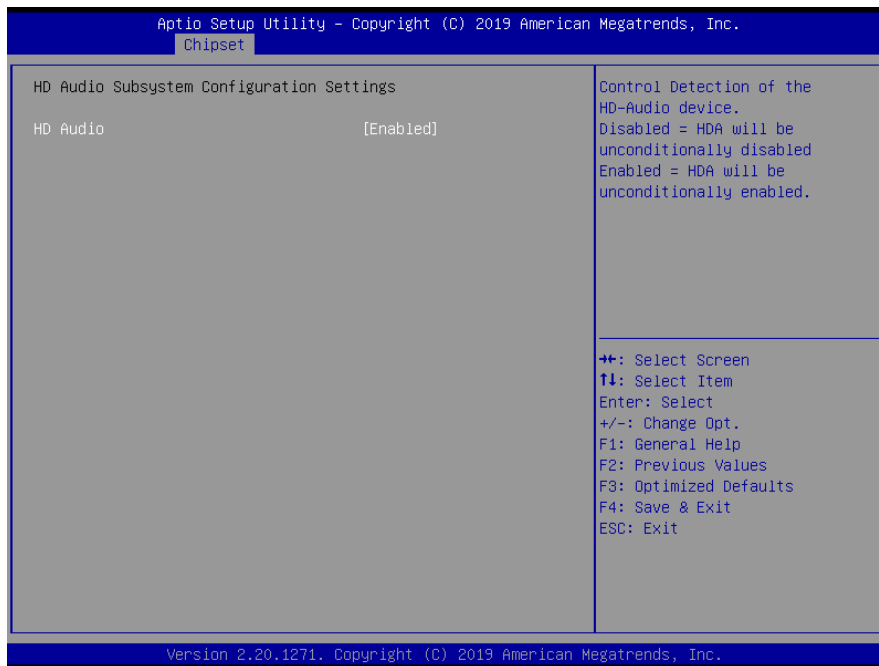 Aptio Setup Utility – Copyright (C) 2019 American Megatrends, Inc.
Chipset
HD Audio Subsystem Configuration Settings
HD Audio [Enabled]
Control Detection of the
HD-Audio device.
Disabled = HDA will be
unconditionally disabled
Enabled = HDA will be
unconditionally enabled.
→←: Select Screen
↑↓: Select Item
Enter: Select
+/-: Change Opt.
F1: General Help
F2: Previous Values
F3: Optimized Defaults
F4: Save & Exit
ESC: Exit
Version 2.20.1271. Copyright (C) 2019 American Megatrends, Inc.